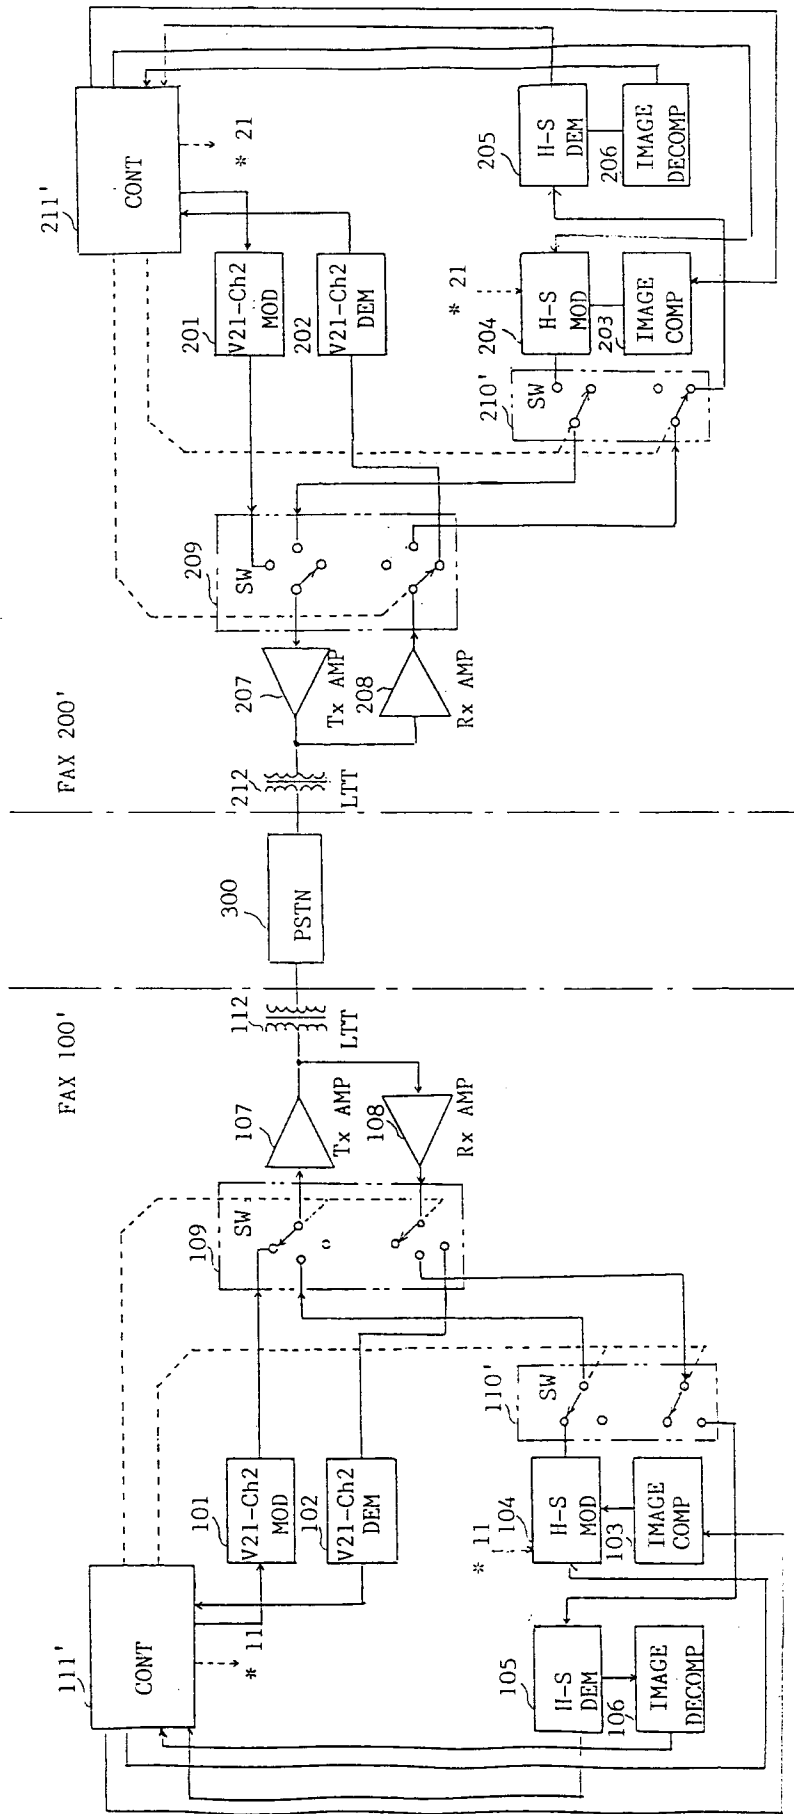 FAX 100'
FAX 200'
111'
CONT
* 11
101
V21-Ch2
MOD
102
V21-Ch2
DEM
109
SW
107
Tx AMP
108
Rx AMP
112
LTT
300
PSTN
212
LTT
207
Tx AMP
208
Rx AMP
209
SW
201
V21-Ch2
MOD
202
V21-Ch2
DEM
211'
CONT
* 21
105
H-S
DEM
106
IMAGE
DECOMP
* 11
104
H-S
MOD
103
IMAGE
COMP
110'
SW
210'
SW
* 21
204
H-S
MOD
203
IMAGE
COMP
205
H-S
DEM
206
IMAGE
DECOMP